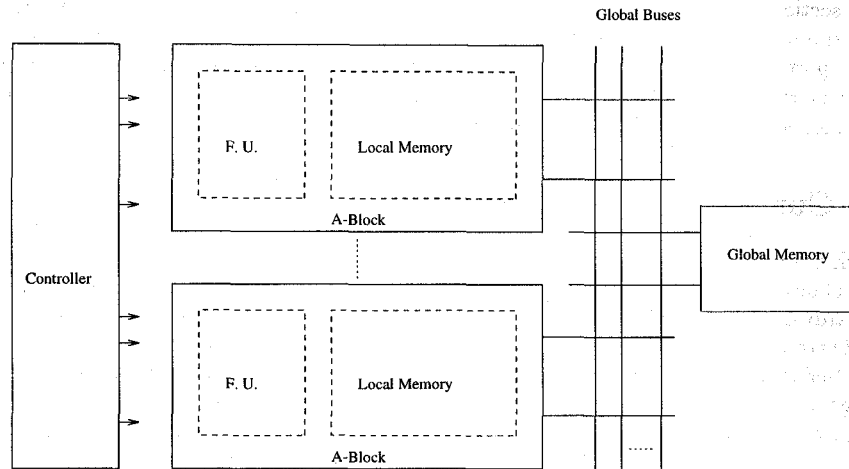 Global Buses
F. U.
Local Memory
A-Block
Controller
Global Memory
F. U.
Local Memory
A-Block